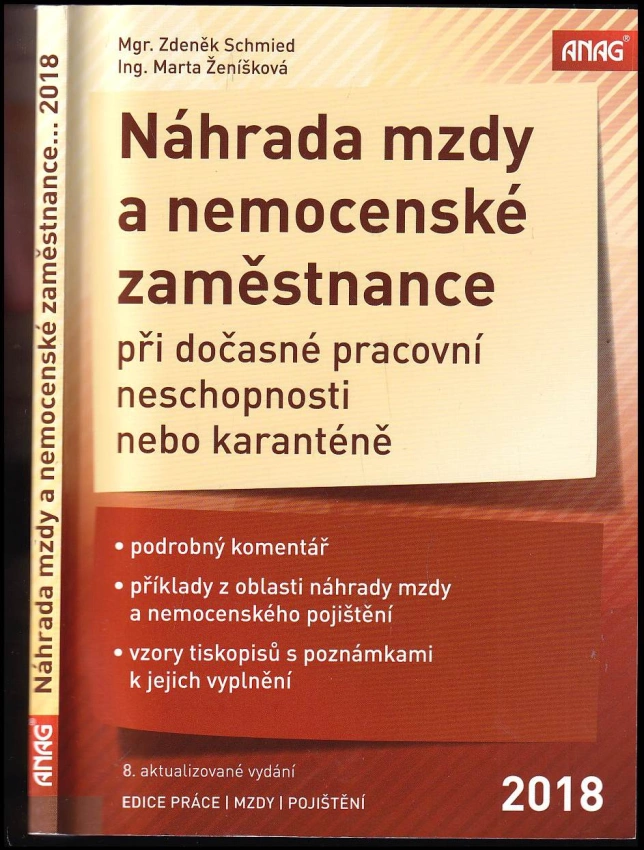 Mgr. Zdeněk Schmied
Ing. Marta Ženíšková
ANAG®
Náhrada mzdy
a nemocenské
zaměstnance
při dočasné pracovní
neschopnosti
nebo karanténě
• podrobný komentář
• příklady z oblasti náhrady mzdy
a nemocenského pojištění
• vzory tiskopisů s poznámkami
k jejich vyplnění
8. aktualizované vydání
EDICE PRÁCE | MZDY | POJIŠTĚNÍ
2018
Náhrada mzdy a nemocenské zaměstnance... 2018
ANAG®